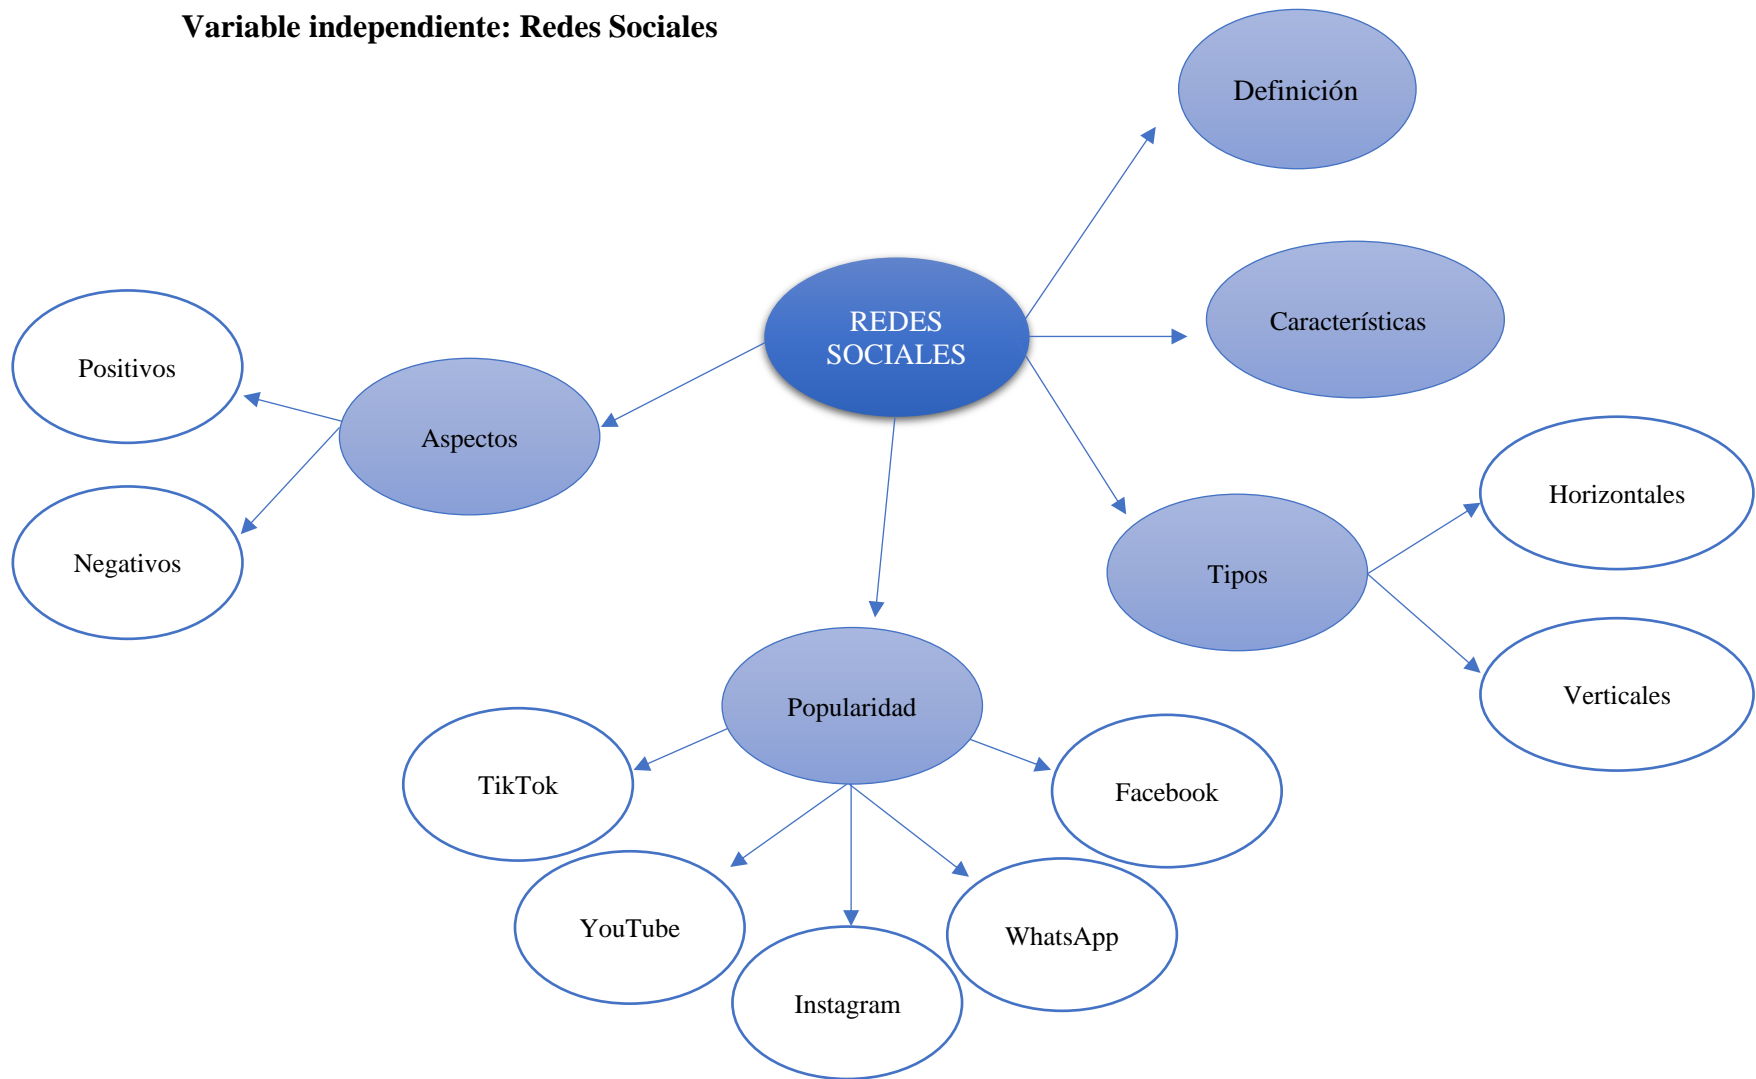 Variable independiente: Redes Sociales
Definición
REDES
SOCIALES
Características
Positivos
Aspectos
Negativos
Horizontales
Tipos
Verticales
Popularidad
TikTok
Facebook
YouTube
WhatsApp
Instagram